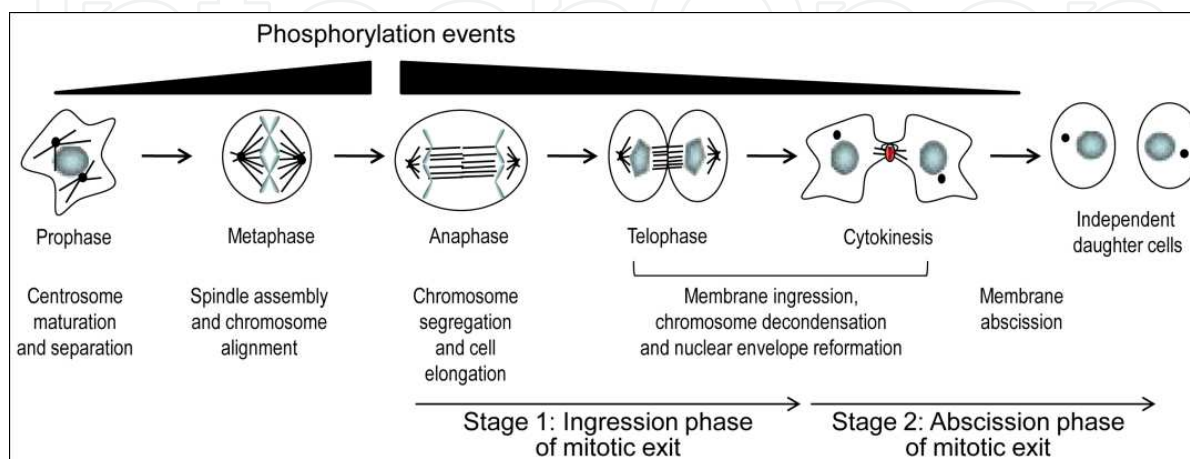 Phosphorylation events
Prophase
Metaphase
Anaphase
Telophase
Cytokinesis
Independent
daughter cells
Centrosome
maturation
and separation
Spindle assembly
and chromosome
alignment
Chromosome
segregation
and cell
elongation
Membrane ingression,
chromosome decondensation
and nuclear envelope reformation
Membrane
abscission
Stage 1: Ingression phase
of mitotic exit
Stage 2: Abscission phase
of mitotic exit